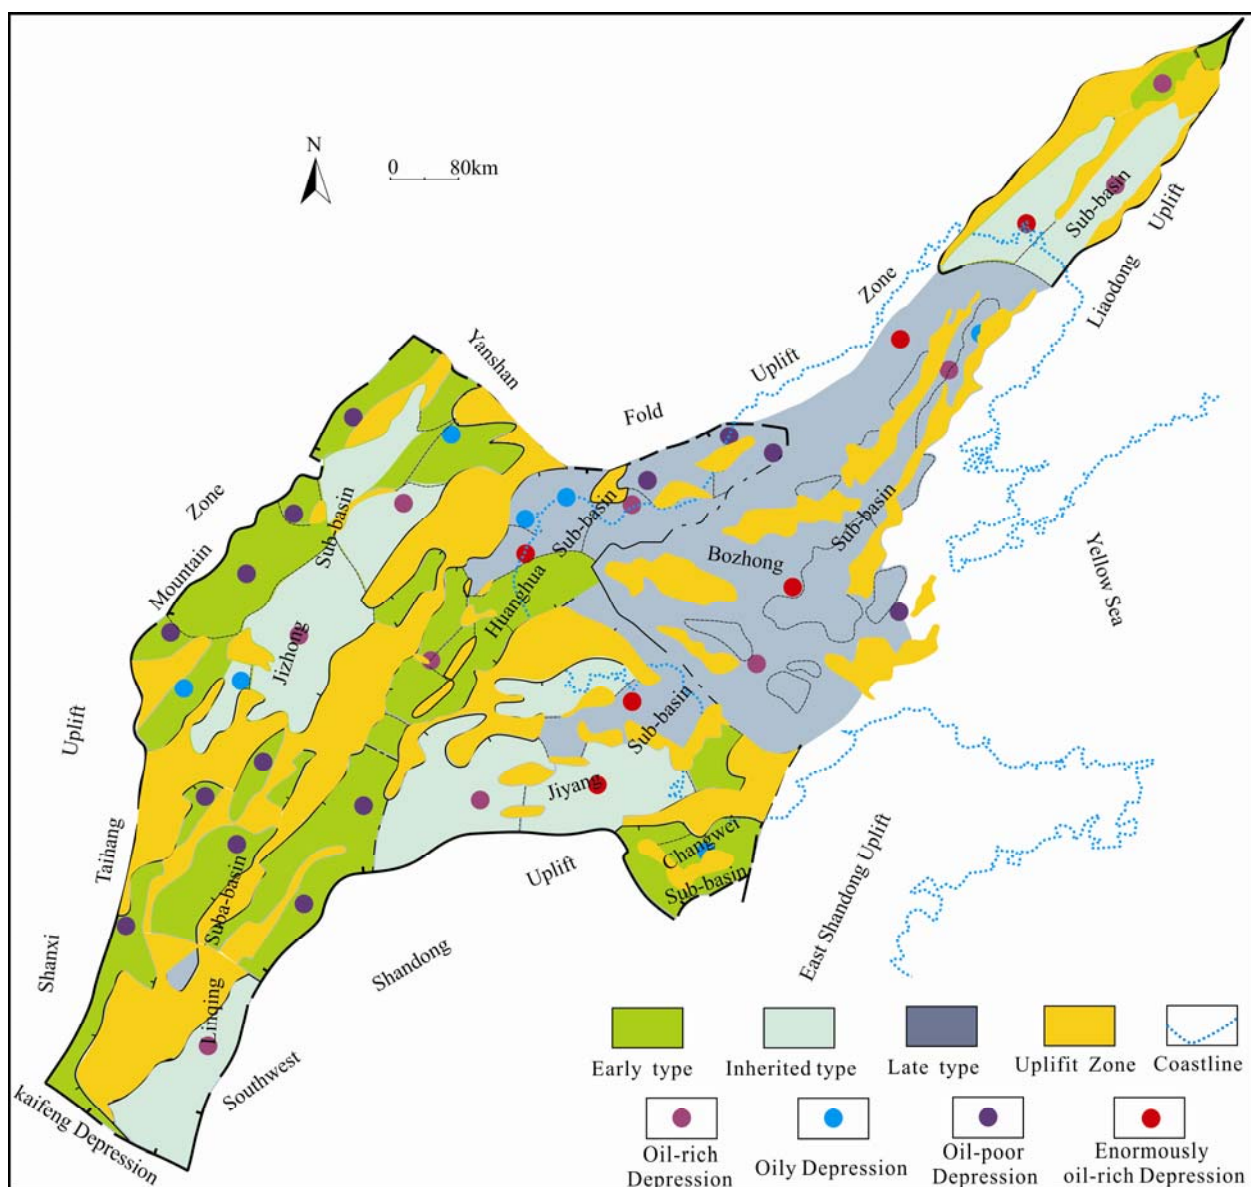 N
0 80km
Sub-basin
Uplift
Liaodong
Zone
Uplift
Fold
Yanshan
Zone
Mountain
Uplift
Taihang
Shanxi
Sub-basin
Jizhong
Sub-basin
Huanghua
Bozhong
Sub-basin
Yellow Sea
Sub-basin
Jiyang
Changwei
Sub-basin
Uplift
Shandong
Southwest
East Shandong Uplift
Suba-basin
Linqing
kaifeng Depression
Early type
Inherited type
Late type
Uplifit Zone
Coastline
Oil-rich
Depression
Oily Depression
Oil-poor
Depression
Enormously
oil-rich Depression